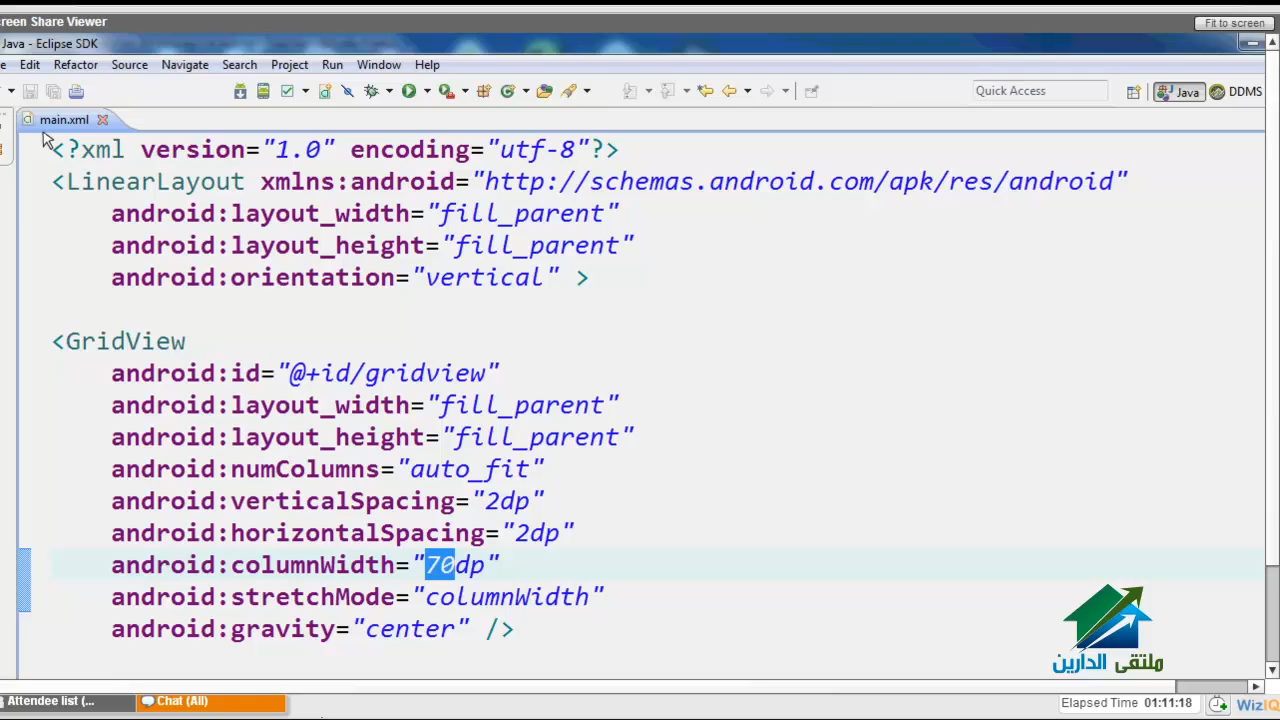 creen Share Viewer
Fit to screen
Java - Eclipse SDK
e Edit Refactor Source Navigate Search Project Run Window Help
Quick Access
Java
DDMS
main.xml
<?xml version="1.0" encoding="utf-8"?>
<LinearLayout xmlns:android="http://schemas.android.com/apk/res/android"
android:layout_width="fill_parent"
android:layout_height="fill_parent"
android:orientation="vertical" >
<GridView
android:id="@+id/gridview"
android:layout_width="fill_parent"
android:layout_height="fill_parent"
android:numColumns="auto_fit"
android:verticalSpacing="2dp"
android:horizontalSpacing="2dp"
android:columnWidth="70dp"
android:stretchMode="columnWidth"
android:gravity="center" />
ملتقى الدارين
Attendee list (...
Chat (All)
Elapsed Time 01:11:18
WizIQ